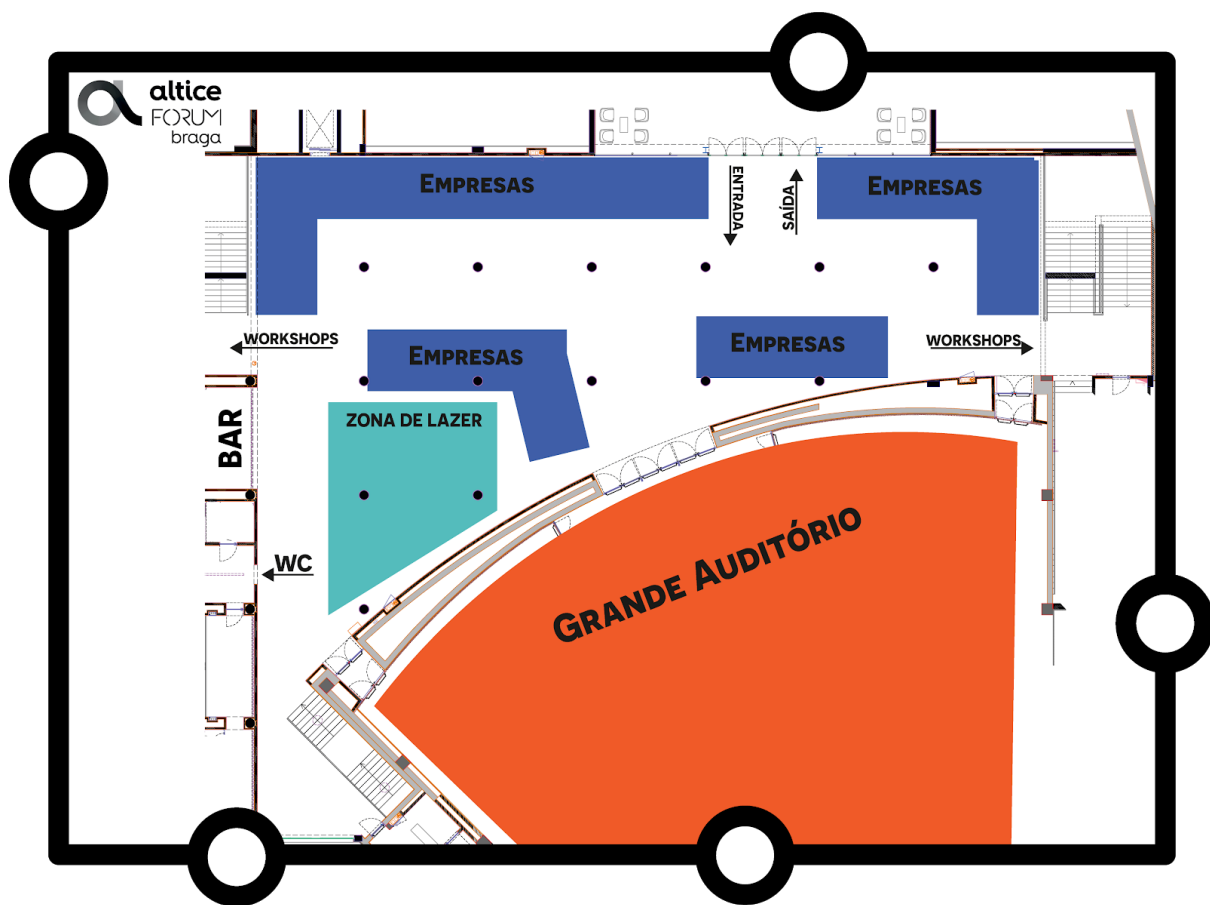 altice
FORUM
braga
EMPRESAS
EMPRESAS
ENTRADA
SAÍDA
WORKSHOPS
EMPRESAS
EMPRESAS
WORKSHOPS
BAR
ZONA DE LAZER
WC
GRANDE AUDITÓRIO